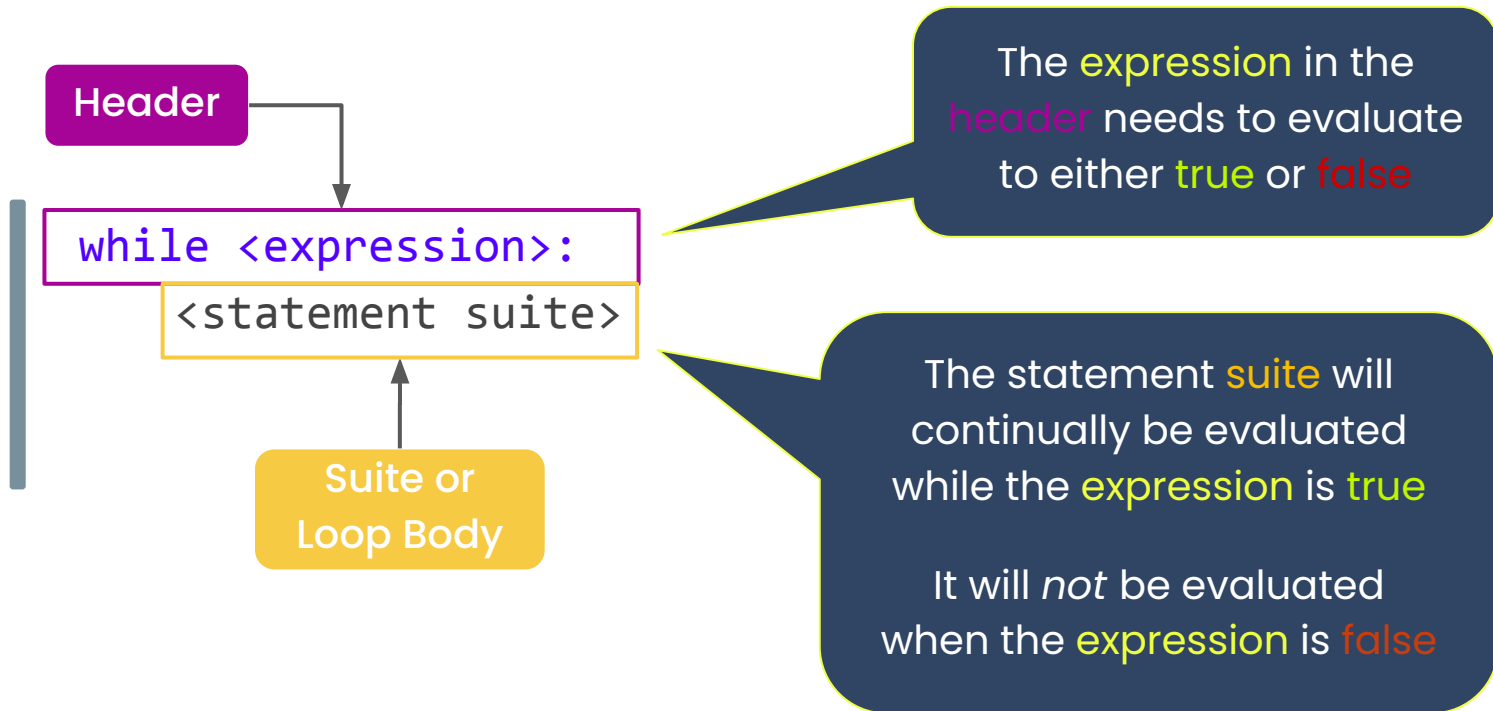 Header
The expression in the
header needs to evaluate
to either true or false
while <expression>:
<statement suite>
Suite or
Loop Body
The statement suite will
continually be evaluated
while the expression is true
It will not be evaluated
when the expression is false